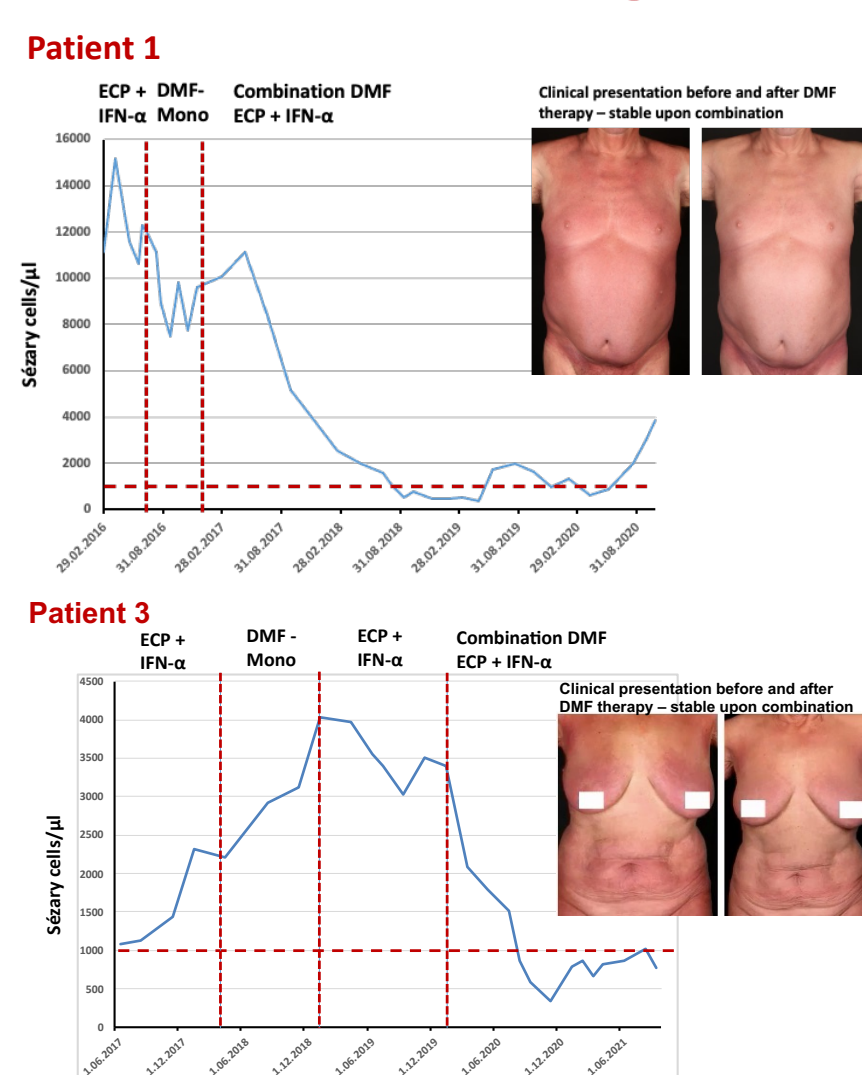 Patient 1
ECP + DMF- Combination DMF
IFN-α Mono ECP + IFN-α
Clinical presentation before and after DMF
therapy – stable upon combination
16000
14000
12000
10000
8000
6000
4000
2000
0
Sézary cells/µl
29.02.2016 31.08.2016 28.02.2017 31.08.2017 28.02.2018 31.08.2018 28.02.2019 31.08.2019 29.02.2020 31.08.2020
Patient 3
ECP + DMF - ECP + Combination DMF
IFN-α Mono IFN-α ECP + IFN-α
Clinical presentation before and after
DMF therapy – stable upon combination
4500
4000
3500
3000
2500
2000
1500
1000
500
0
Sézary cells/µl
1.06.2017 1.12.2017 1.06.2018 1.12.2018 1.06.2019 1.12.2019 1.06.2020 1.12.2020 1.06.2021